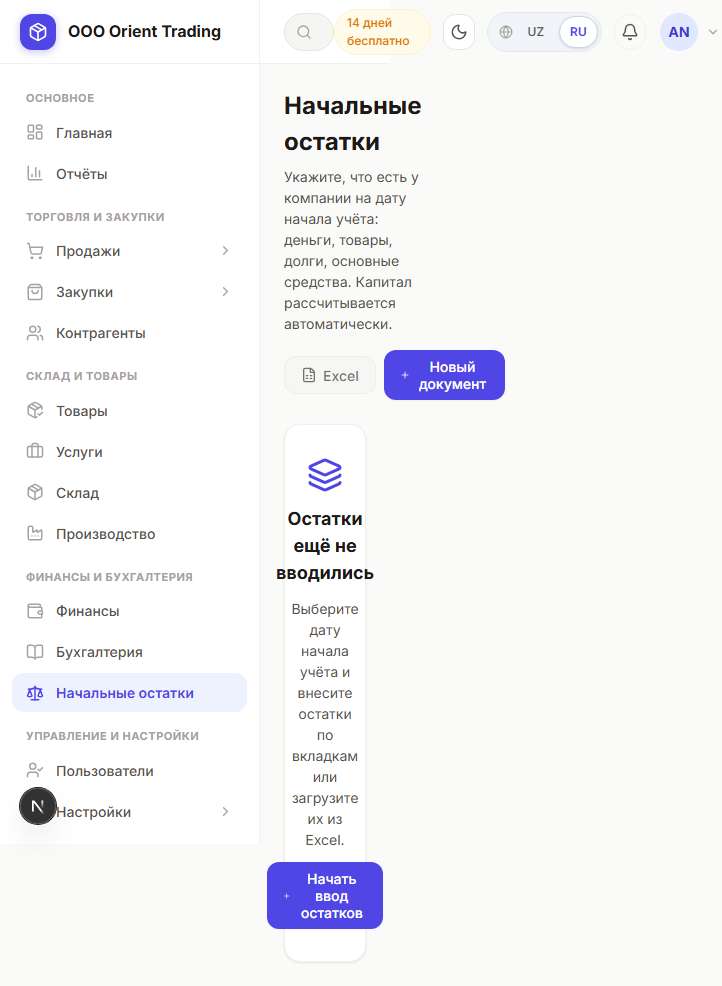 ООО Orient Trading
14 дней
бесплатно
UZ
RU
AN
ОСНОВНОЕ
Главная
Отчёты
ТОРГОВЛЯ И ЗАКУПКИ
Продажи
Закупки
Контрагенты
СКЛАД И ТОВАРЫ
Товары
Услуги
Склад
Производство
ФИНАНСЫ И БУХГАЛТЕРИЯ
Финансы
Бухгалтерия
Начальные остатки
УПРАВЛЕНИЕ И НАСТРОЙКИ
Пользователи
N
Настройки
Начальные
остатки
Укажите, что есть у
компании на дату
начала учёта:
деньги, товары,
долги, основные
средства. Капитал
рассчитывается
автоматически.
Excel
+ Новый
документ
Остатки
ещё не
вводились
Выберите
дату
начала
учёта и
внесите
остатки
по
вкладкам
или
загрузите
их из
Excel.
+ Начать
ввод
остатков